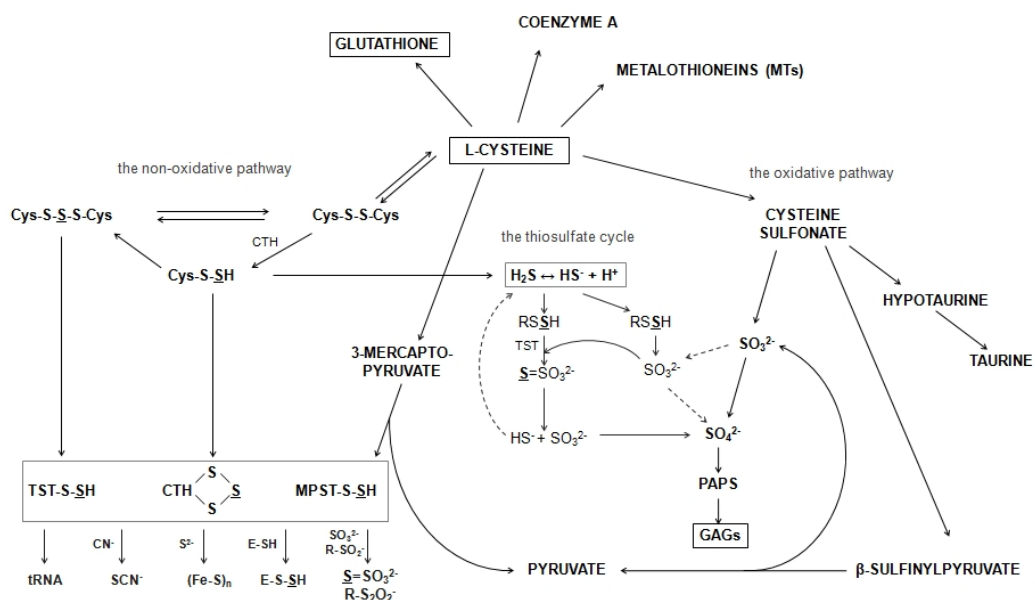 COENZYME A
GLUTATHIONE
METALOTHIONEINS (MTs)
L-CYSTEINE
the non-oxidative pathway
the oxidative pathway
Cys-S-S-S-Cys
Cys-S-S-Cys
CYSTEINE
SULFONATE
CTH
the thiosulfate cycle
Cys-S-SH
H₂S ↔ HS⁻ + H⁺
HYPOTAURINE
RSSH
RSSH
TST
3-MERCAPTO-
PYRUVATE
SO₃²⁻
TAURINE
S=SO₃²⁻
SO₃²⁻
HS⁻ + SO₃²⁻
SO₄²⁻
TST-S-SH
CTH
S
S
S
MPST-S-SH
PAPS
GAGs
CN⁻
S²⁻
E-SH
SO₃²⁻
R-SO₂⁻
tRNA
SCN⁻
(Fe-S)n
E-S-SH
S=SO₃²⁻
R-S₂O₂⁻
PYRUVATE
β-SULFINYLPYRUVATE